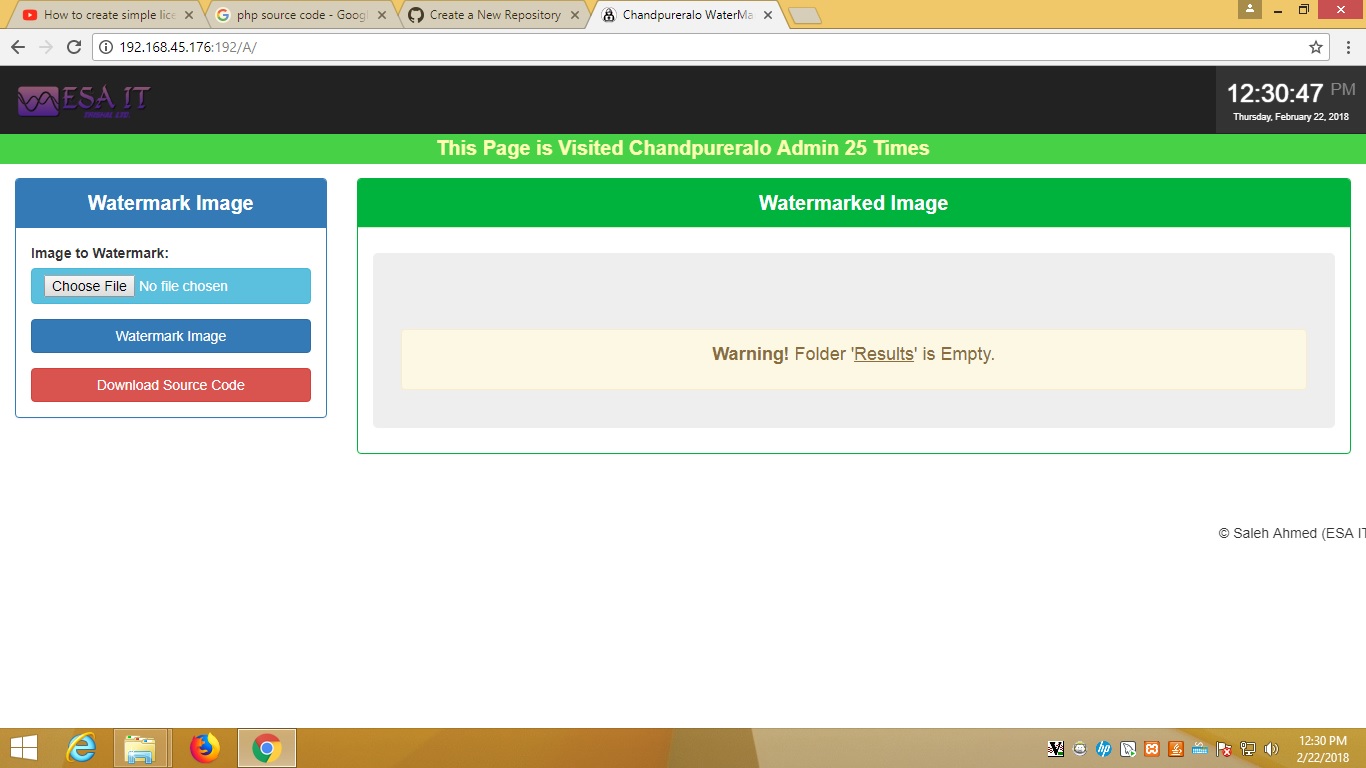 How to create simple lice
php source code - Goog
Create a New Repository
Chandpureralo WaterMa
192.168.45.176:192/A/
ESA IT
12:30:47 PM
Thursday, February 22, 2018
This Page is Visited Chandpureralo Admin 25 Times
Watermark Image
Watermarked Image
Image to Watermark:
Choose File No file chosen
Watermark Image
Download Source Code
Warning! Folder 'Results' is Empty.
© Saleh Ahmed (ESA IT
12:30 PM
2/22/2018